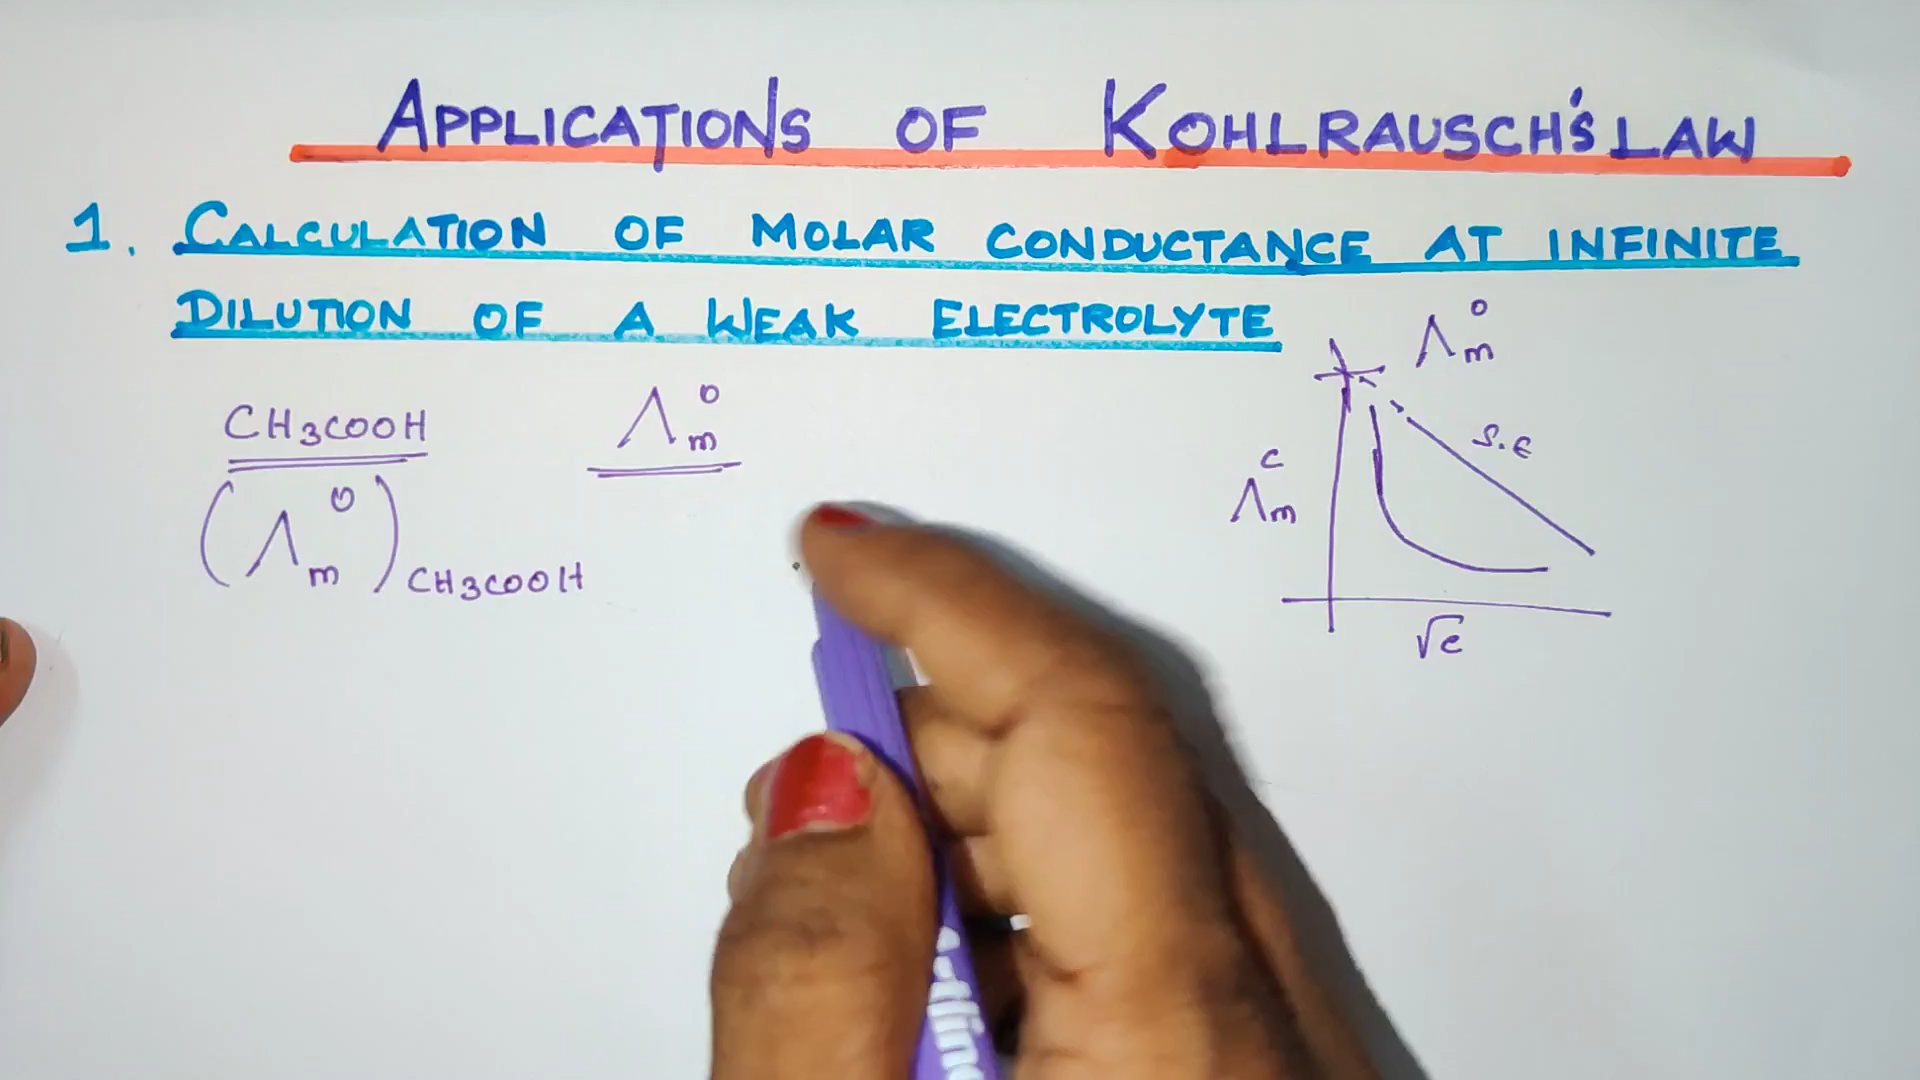 APPLICATIONS OF KOHLRAUSCH'S LAW
1. CALCULATION OF MOLAR CONDUCTANCE AT INFINITE
DILUTION OF A WEAK ELECTROLYTE
Λ°m
CH3COOH Λ°m
S.E
Λᶜm
(Λ°m)CH3COOH
√c